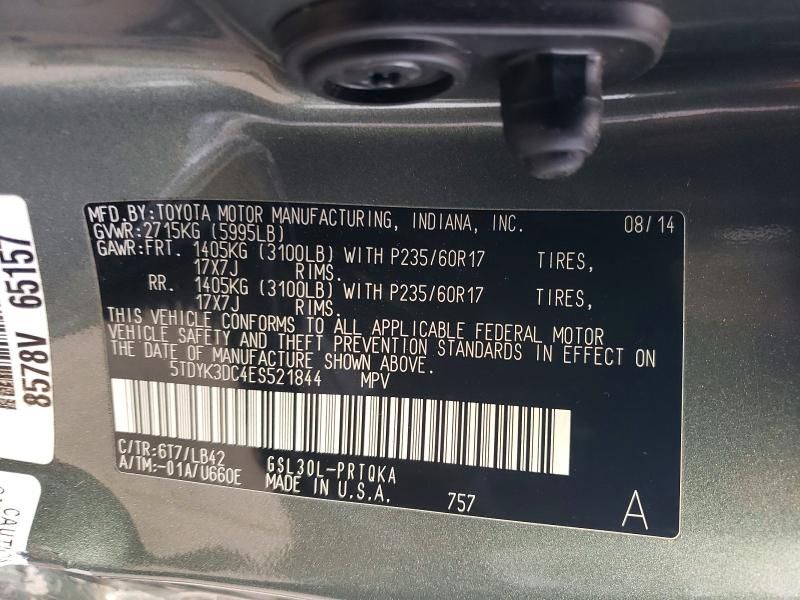 MFD.BY:TOYOTA MOTOR MANUFACTURING, INDIANA, INC. 08/14
GVWR:2715KG (5995LB)
GAWR:FRT. 1405KG (3100LB) WITH P235/60R17 TIRES,
17X7J RIMS.
RR. 1405KG (3100LB) WITH P235/60R17 TIRES,
17X7J RIMS.
THIS VEHICLE CONFORMS TO ALL APPLICABLE FEDERAL MOTOR
VEHICLE SAFETY AND THEFT PREVENTION STANDARDS IN EFFECT ON
THE DATE OF MANUFACTURE SHOWN ABOVE.
5TDYK3DC4ES521844 MPV
C/TR:6T7/LB42 GSL30L-PRTQKA
A/TM:-01A/U660E MADE IN U.S.A. 757 A
8578V 65157
CAUTI